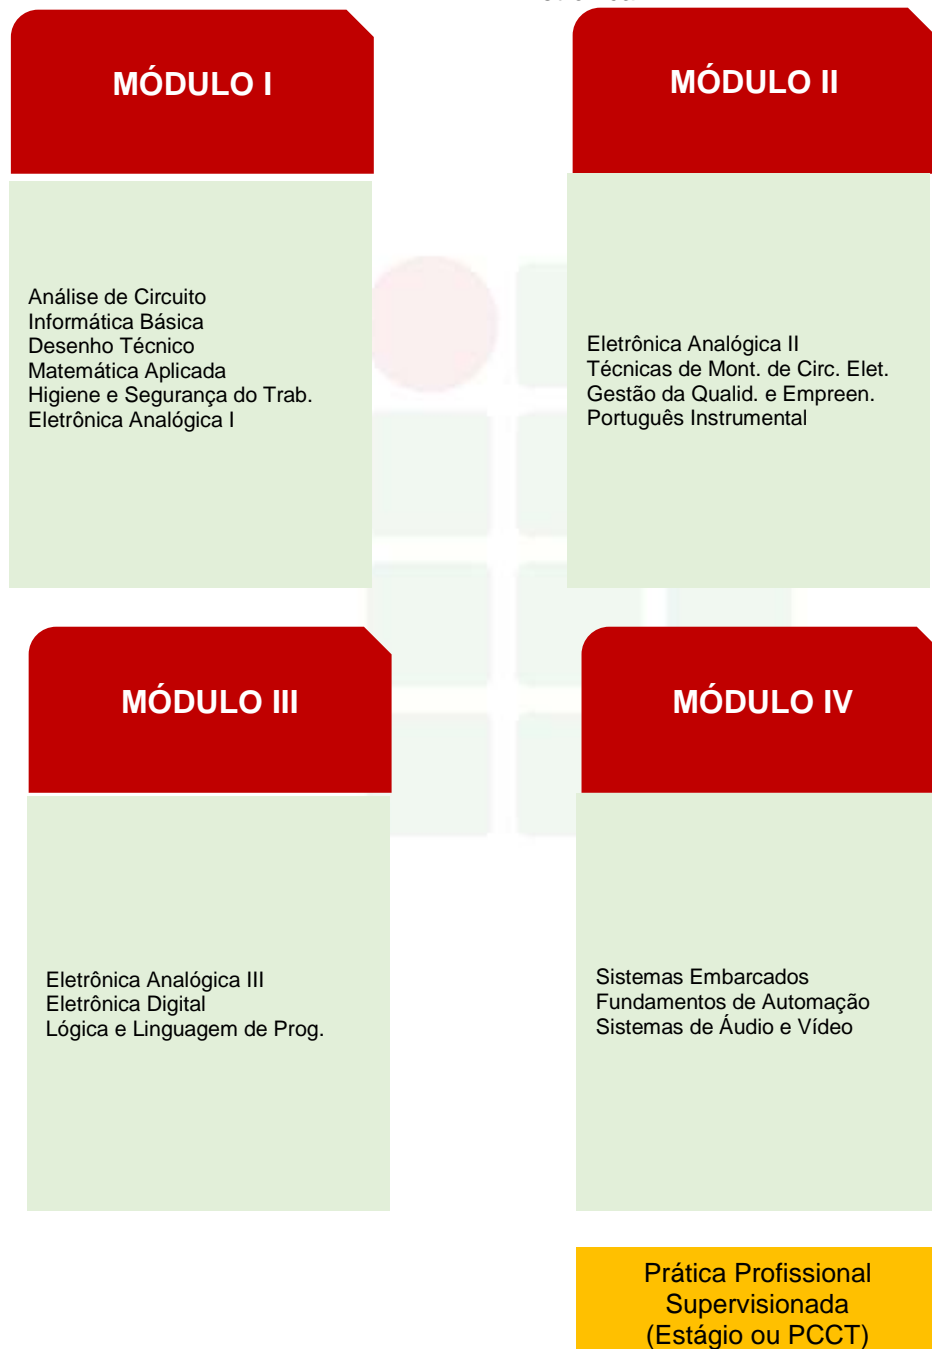 MÓDULO I
Análise de Circuito
Informática Básica
Desenho Técnico
Matemática Aplicada
Higiene e Segurança do Trab.
Eletrônica Analógica I
MÓDULO II
Eletrônica Analógica II
Técnicas de Mont. de Circ. Elet.
Gestão da Qualid. e Empreen.
Português Instrumental
MÓDULO III
Eletrônica Analógica III
Eletrônica Digital
Lógica e Linguagem de Prog.
MÓDULO IV
Sistemas Embarcados
Fundamentos de Automação
Sistemas de Áudio e Vídeo
Prática Profissional
Supervisionada
(Estágio ou PCCT)